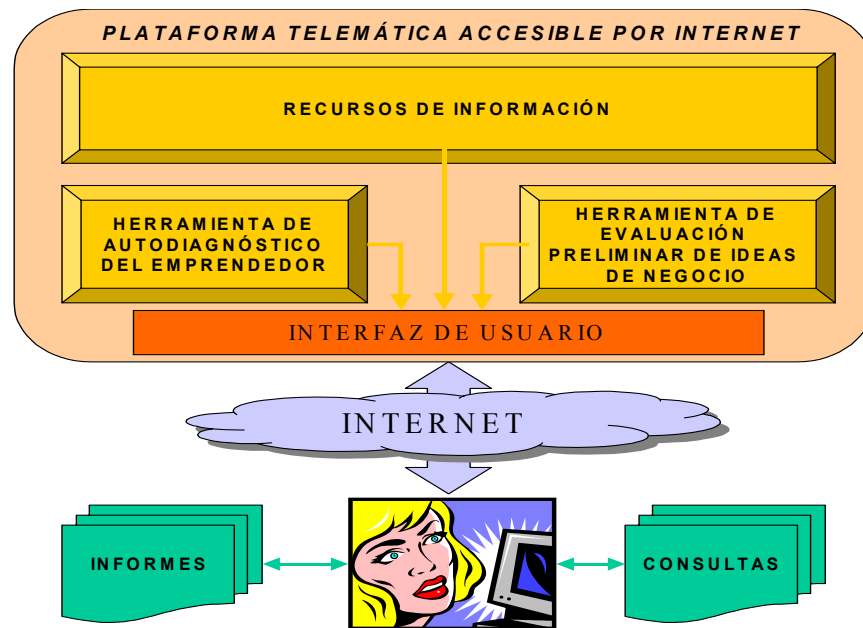 PLATAFORMA TELEMÁTICA ACCESIBLE POR INTERNET
RECURSOS DE INFORMACIÓN
HERRAMIENTA DE
AUTODIAGNÓSTICO
DEL EMPRENDEDOR
HERRAMIENTA DE
EVALUACIÓN
PRELIMINAR DE IDEAS
DE NEGOCIO
INTERFAZ DE USUARIO
INTERNET
INFORMES
CONSULTAS